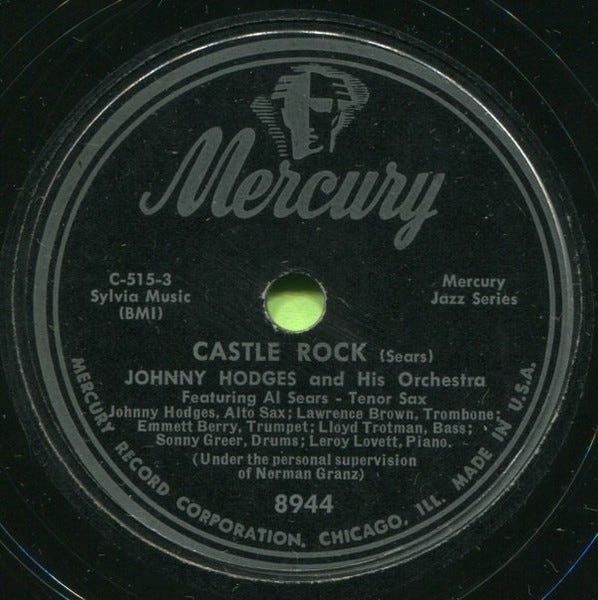 Mercury
C-515-3
Sylvia Music
(BMI)
Mercury
Jazz Series
CASTLE ROCK (Sears)
JOHNNY HODGES and His Orchestra
Featuring Al Sears - Tenor Sax
Johnny Hodges, Alto Sax; Lawrence Brown, Trombone;
Emmett Berry, Trumpet; Lloyd Trotman, Bass;
Sonny Greer, Drums; Leroy Lovett, Piano.
(Under the personal supervision
of Norman Granz)
8944
MERCURY RECORD CORPORATION, CHICAGO, ILL. MADE IN U.S.A.